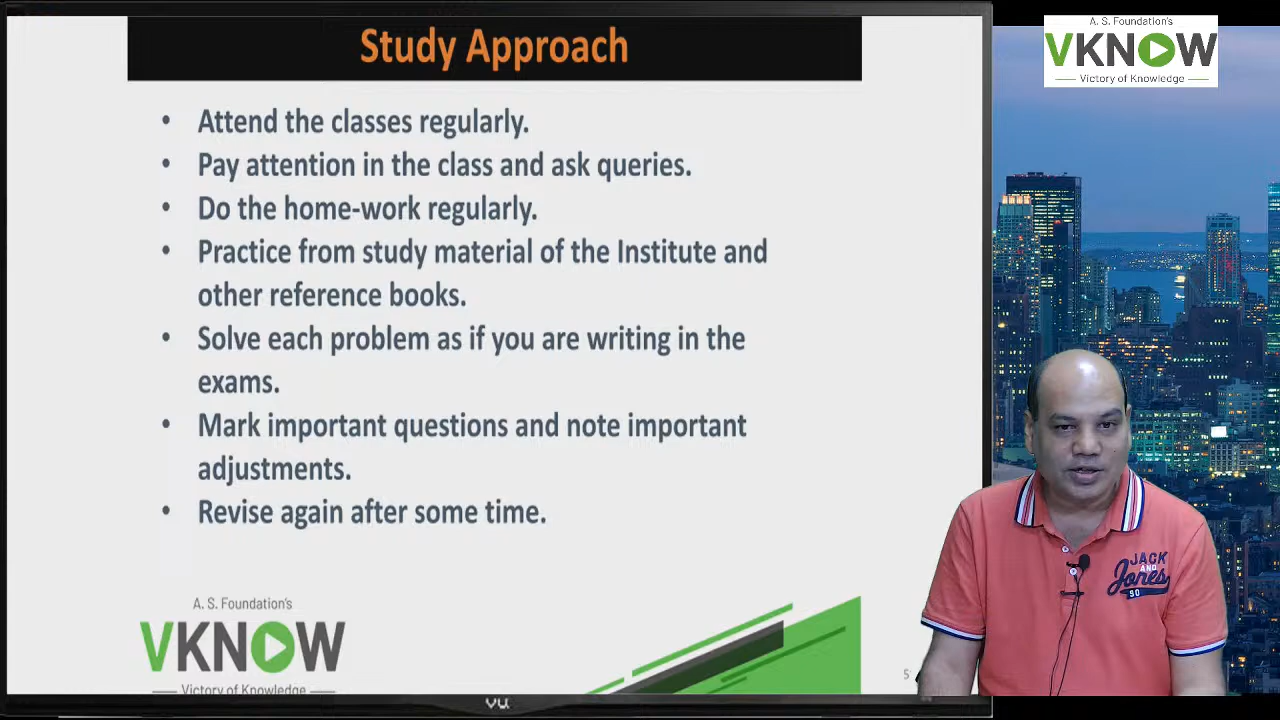 Study Approach
• Attend the classes regularly.
• Pay attention in the class and ask queries.
• Do the home-work regularly.
• Practice from study material of the Institute and
other reference books.
• Solve each problem as if you are writing in the
exams.
• Mark important questions and note important
adjustments.
• Revise again after some time.
A. S. Foundation's
VKNOW
Victory of Knowledge
5
vu
A. S. Foundation's
VKNOW
Victory of Knowledge
JACK
AND
Jones
90